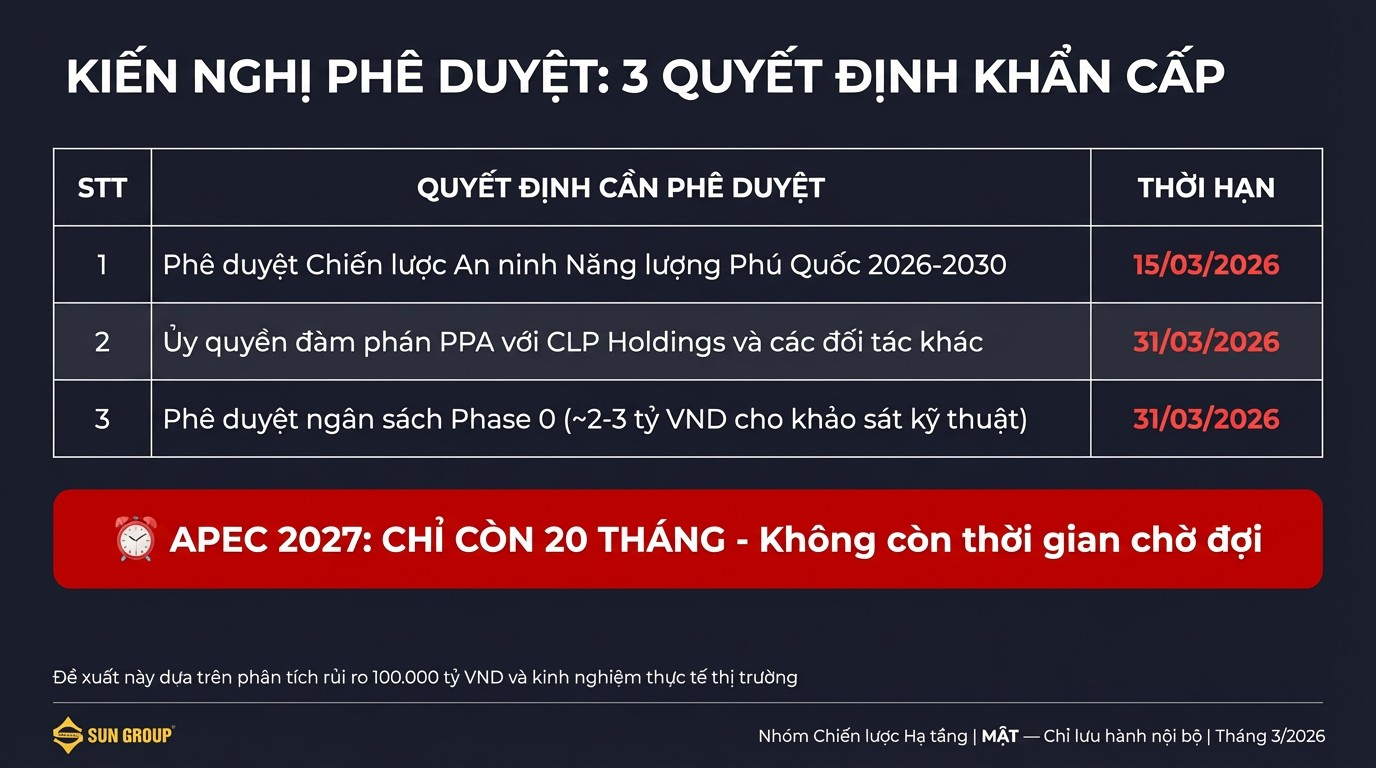 KIẾN NGHỊ PHÊ DUYỆT: 3 QUYẾT ĐỊNH KHẨN CẤP
STT QUYẾT ĐỊNH CẦN PHÊ DUYỆT THỜI HẠN
1 Phê duyệt Chiến lược An ninh Năng lượng Phú Quốc 2026-2030 15/03/2026
2 Ủy quyền đàm phán PPA với CLP Holdings và các đối tác khác 31/03/2026
3 Phê duyệt ngân sách Phase 0 (~2-3 tỷ VND cho khảo sát kỹ thuật) 31/03/2026
⏰ APEC 2027: CHỈ CÒN 20 THÁNG - Không còn thời gian chờ đợi
Đề xuất này dựa trên phân tích rủi ro 100.000 tỷ VND và kinh nghiệm thực tế thị trường
SUN GROUP Nhóm Chiến lược Hạ tầng | MẬT — Chỉ lưu hành nội bộ | Tháng 3/2026